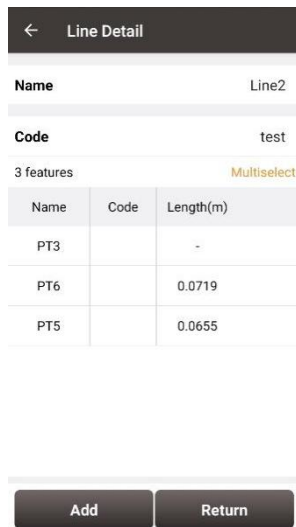 Line Detail
Name Line2
Code test
3 features Multiselect
Name Code Length(m)
PT3 -
PT6 0.0719
PT5 0.0655
Add Return